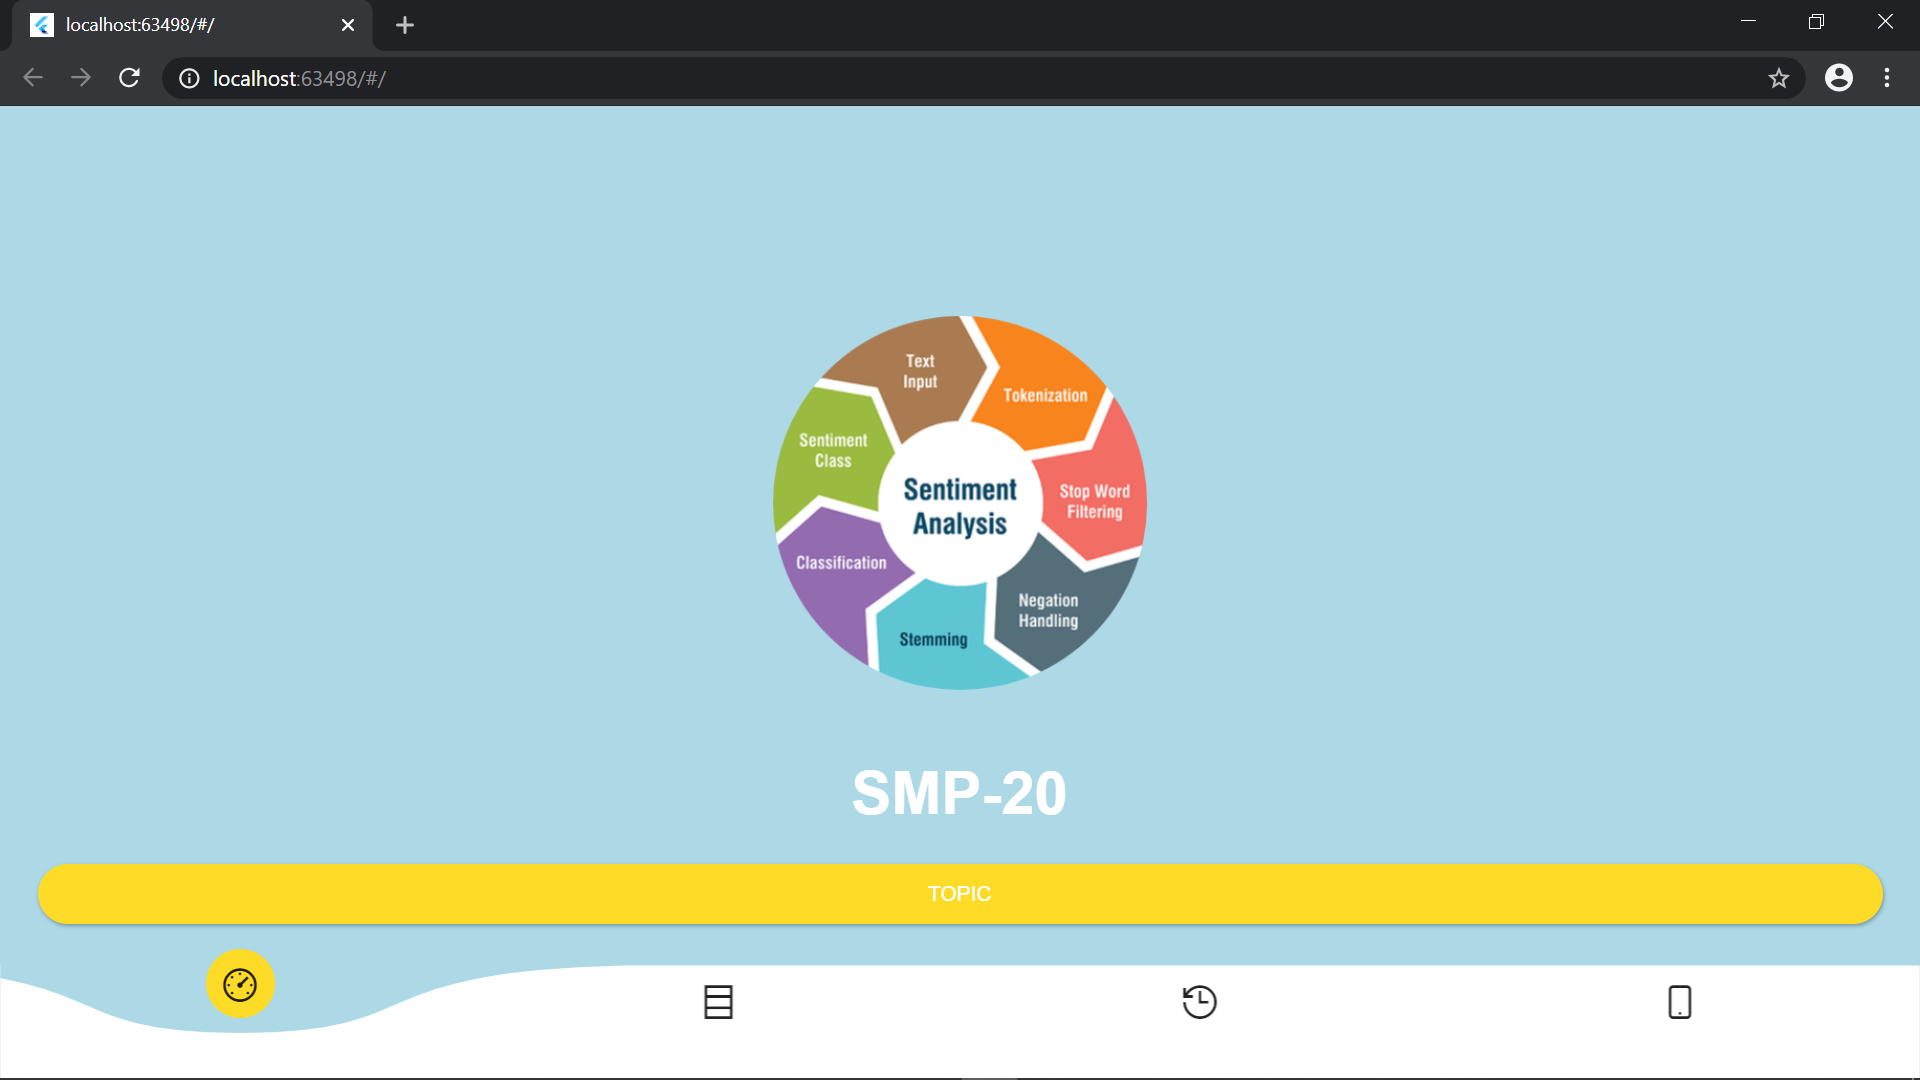 localhost:63498/#/
localhost:63498/#/
Text
Input
Tokenization
Sentiment
Class
Stop Word
Filtering
Sentiment
Analysis
Classification
Negation
Handling
Stemming
SMP-20
TOPIC